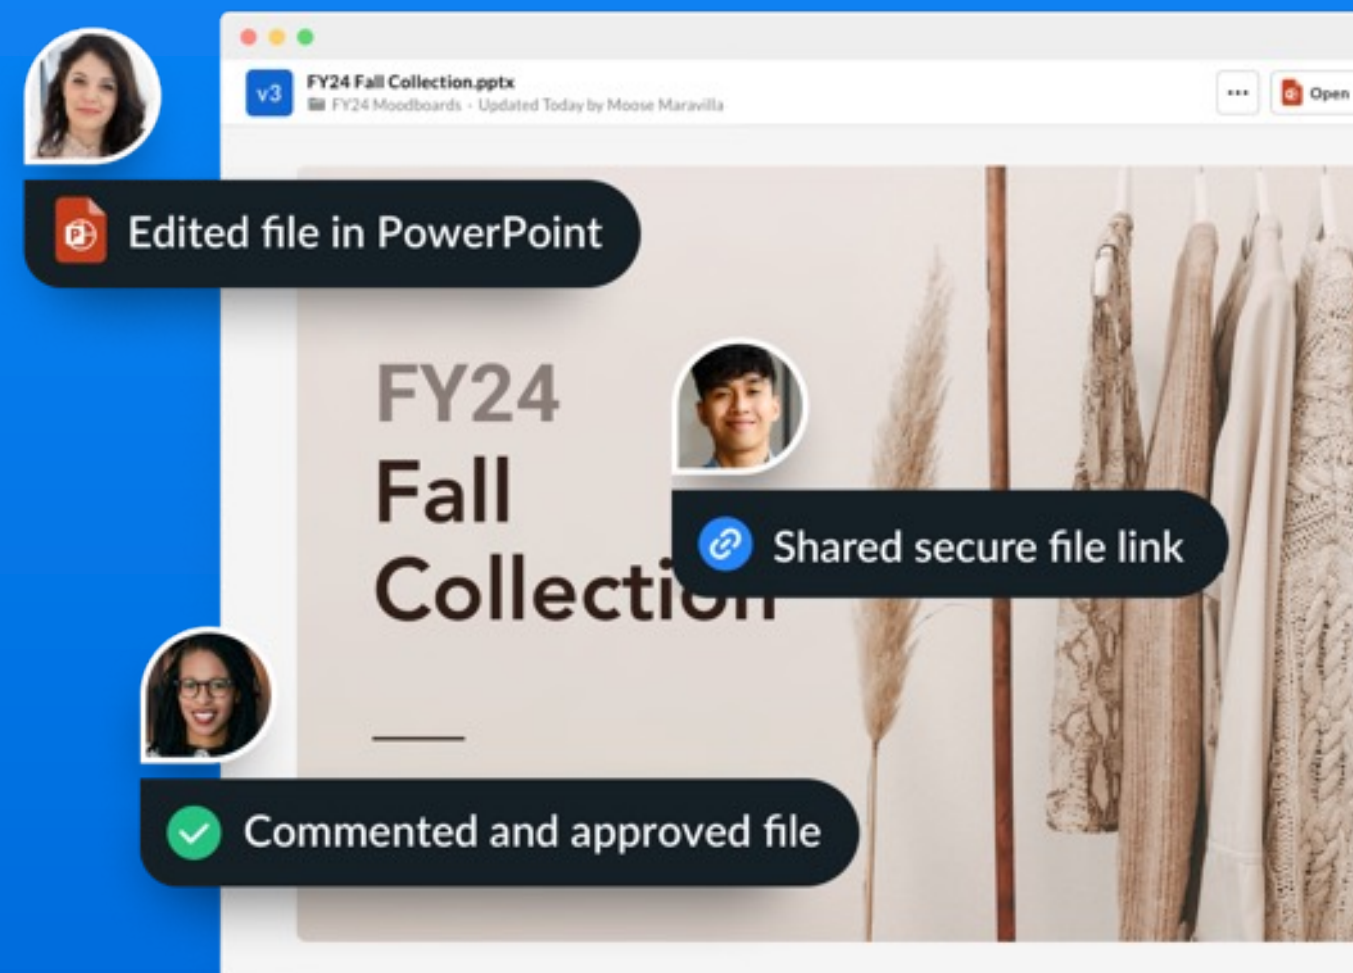 v3
FY24 Fall Collection.pptx
FY24 Moodboards · Updated Today by Moose Maravilla
...
Open
P
Edited file in PowerPoint
FY24
Fall
Collection
Shared secure file link
Commented and approved file